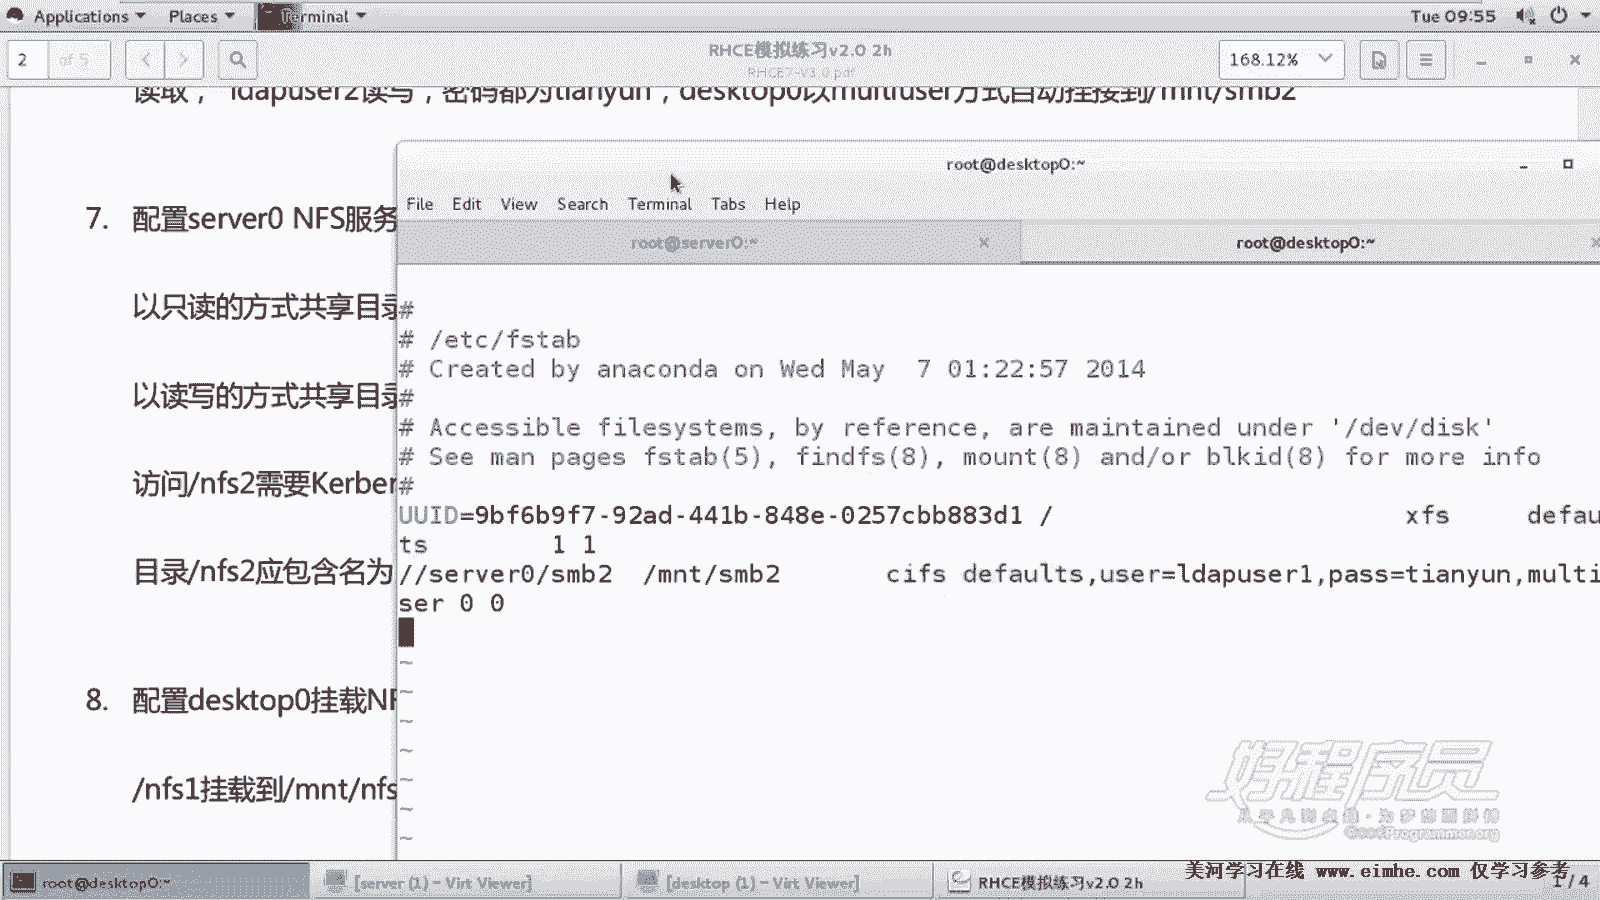 Applications Places Terminal Tue 09:55
2 of 5 RHCE模拟练习v2.0 2h 168.12%
RHCE7-V3.0.pdf
读取， ldapuser2读写，密码都为tianyun，desktop0以multiuser方式自动挂接到/mnt/smb2
root@desktop0:~
File Edit View Search Terminal Tabs Help
root@server0:~ root@desktop0:~
7. 配置server0 NFS服务
以只读的方式共享目录
以读写的方式共享目录
访问/nfs2需要Kerber
目录/nfs2应包含名为
8. 配置desktop0挂载NF
/nfs1挂载到/mnt/nfs
#
# /etc/fstab
# Created by anaconda on Wed May 7 01:22:57 2014
#
# Accessible filesystems, by reference, are maintained under '/dev/disk'
# See man pages fstab(5), findfs(8), mount(8) and/or blkid(8) for more info
#
UUID=9bf6b9f7-92ad-441b-848e-0257cbb883d1 / xfs defau
ts 1 1
//server0/smb2 /mnt/smb2 cifs defaults,user=ldapuser1,pass=tianyun,multi
ser 0 0
~
~
~
~
~
~
~
好程序员
GoodProgrammer.org
root@desktop0:~ [server (1) – Virt Viewer] [desktop (1) – Virt Viewer] RHCE模拟练习v2.0 2h 1 / 4
美河学习在线 www.eimhe.com 仅学习参考